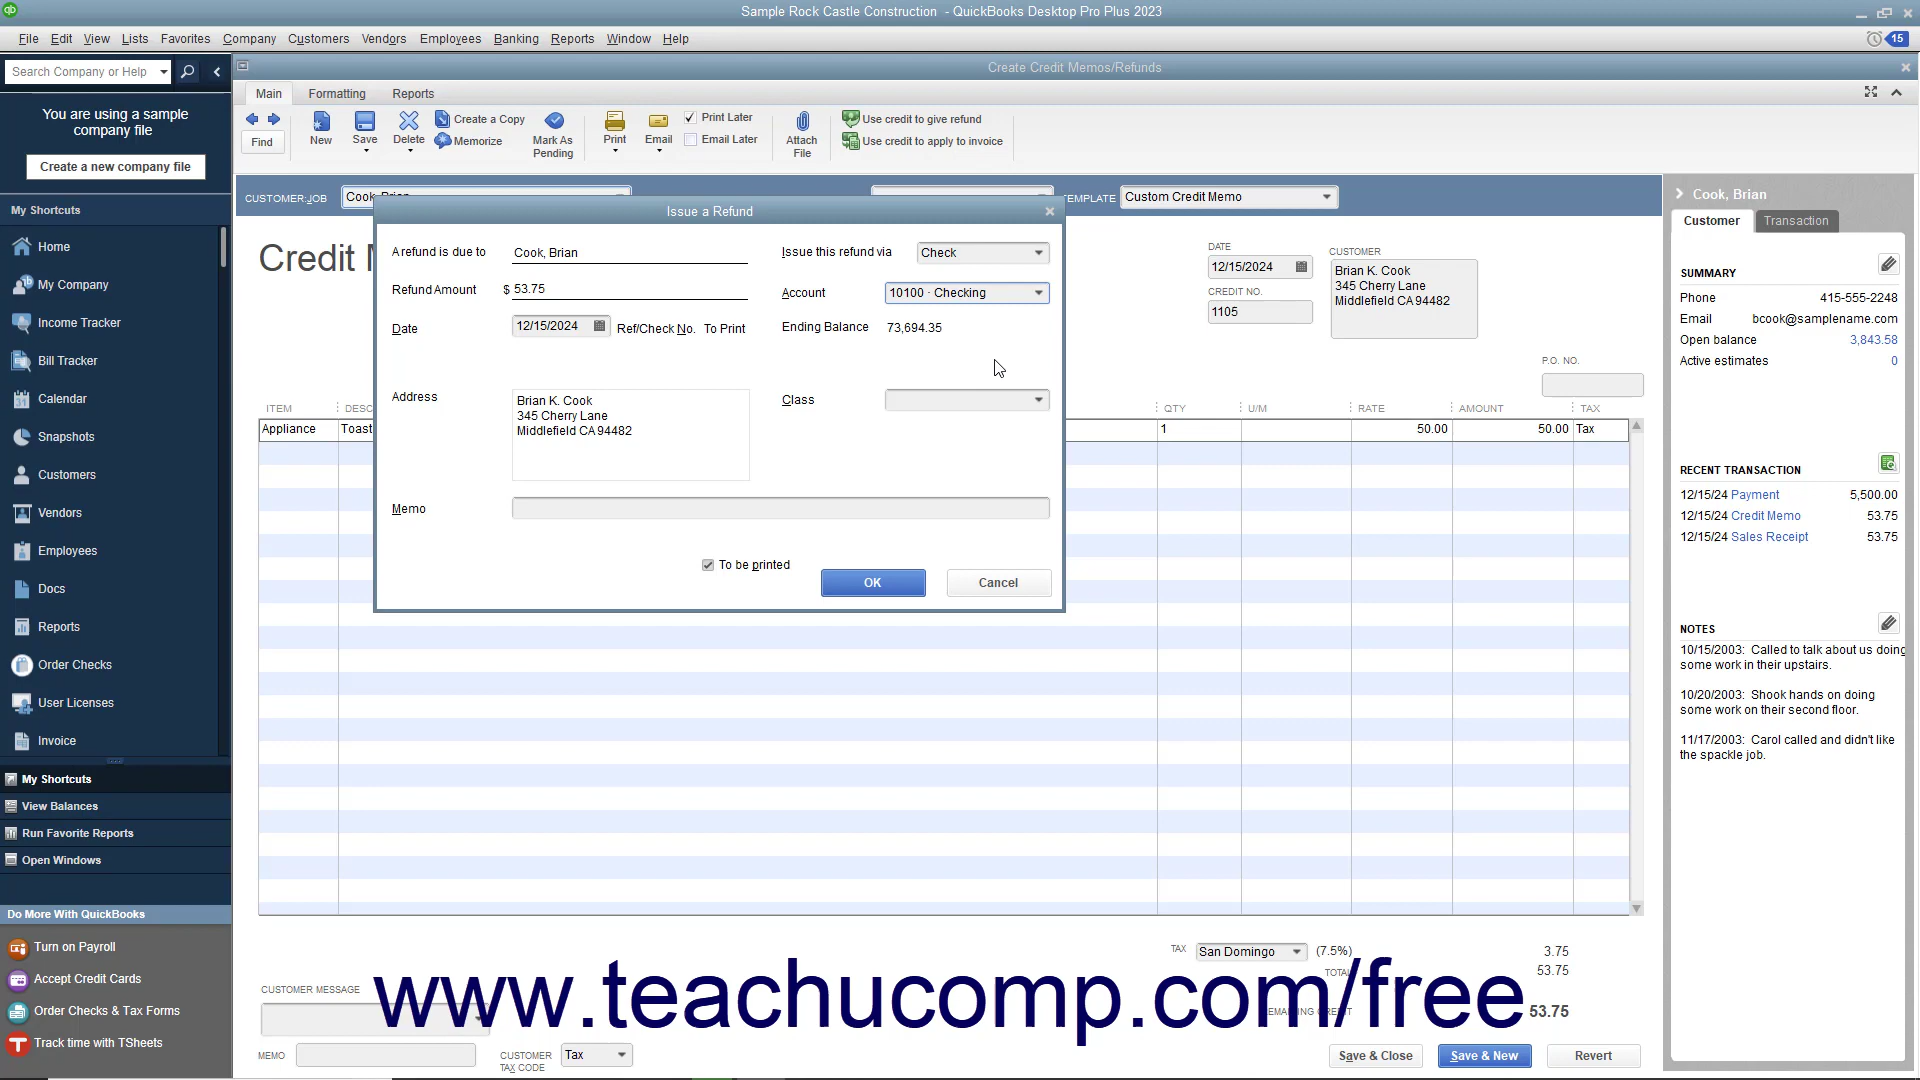 Sample Rock Castle Construction - QuickBooks Desktop Pro Plus 2023
File Edit View Lists Favorites Company Customers Vendors Employees Banking Reports Window Help
15
Search Company or Help
Create Credit Memos/Refunds
Main Formatting Reports
You are using a sample
company file
Create a new company file
Find
New
Save
Delete
Create a Copy
Memorize
Mark As
Pending
Print
Email
Print Later
Email Later
Attach
File
Use credit to give refund
Use credit to apply to invoice
CUSTOMER:JOB Cook, Brian
TEMPLATE Custom Credit Memo
My Shortcuts
Home
My Company
Income Tracker
Bill Tracker
Calendar
Snapshots
Customers
Vendors
Employees
Docs
Reports
Order Checks
User Licenses
Invoice
My Shortcuts
View Balances
Run Favorite Reports
Open Windows
Do More With QuickBooks
Turn on Payroll
Accept Credit Cards
Order Checks & Tax Forms
Track time with TSheets
Credit
Issue a Refund
A refund is due to Cook, Brian
Issue this refund via Check
Refund Amount $ 53.75
Account 10100 · Checking
Date 12/15/2024 Ref/Check No. To Print
Ending Balance 73,694.35
Address
Brian K. Cook
345 Cherry Lane
Middlefield CA 94482
Class
Memo
To be printed
OK Cancel
DATE
12/15/2024
CREDIT NO.
1105
CUSTOMER
Brian K. Cook
345 Cherry Lane
Middlefield CA 94482
P.O. NO.
ITEM DESC QTY U/M RATE AMOUNT TAX
Appliance Toast 1 50.00 50.00 Tax
TAX San Domingo (7.5%) 3.75
TOTAL 53.75
53.75
CUSTOMER MESSAGE
www.teachucomp.com/free
MEMO
CUSTOMER
TAX CODE
Tax
Save & Close Save & New Revert
Cook, Brian
Customer Transaction
SUMMARY
Phone 415-555-2248
Email bcook@samplename.com
Open balance 3,843.58
Active estimates 0
RECENT TRANSACTION
12/15/24 Payment 5,500.00
12/15/24 Credit Memo 53.75
12/15/24 Sales Receipt 53.75
NOTES
10/15/2003: Called to talk about us doing
some work in their upstairs.
10/20/2003: Shook hands on doing
some work on their second floor.
11/17/2003: Carol called and didn't like
the spackle job.